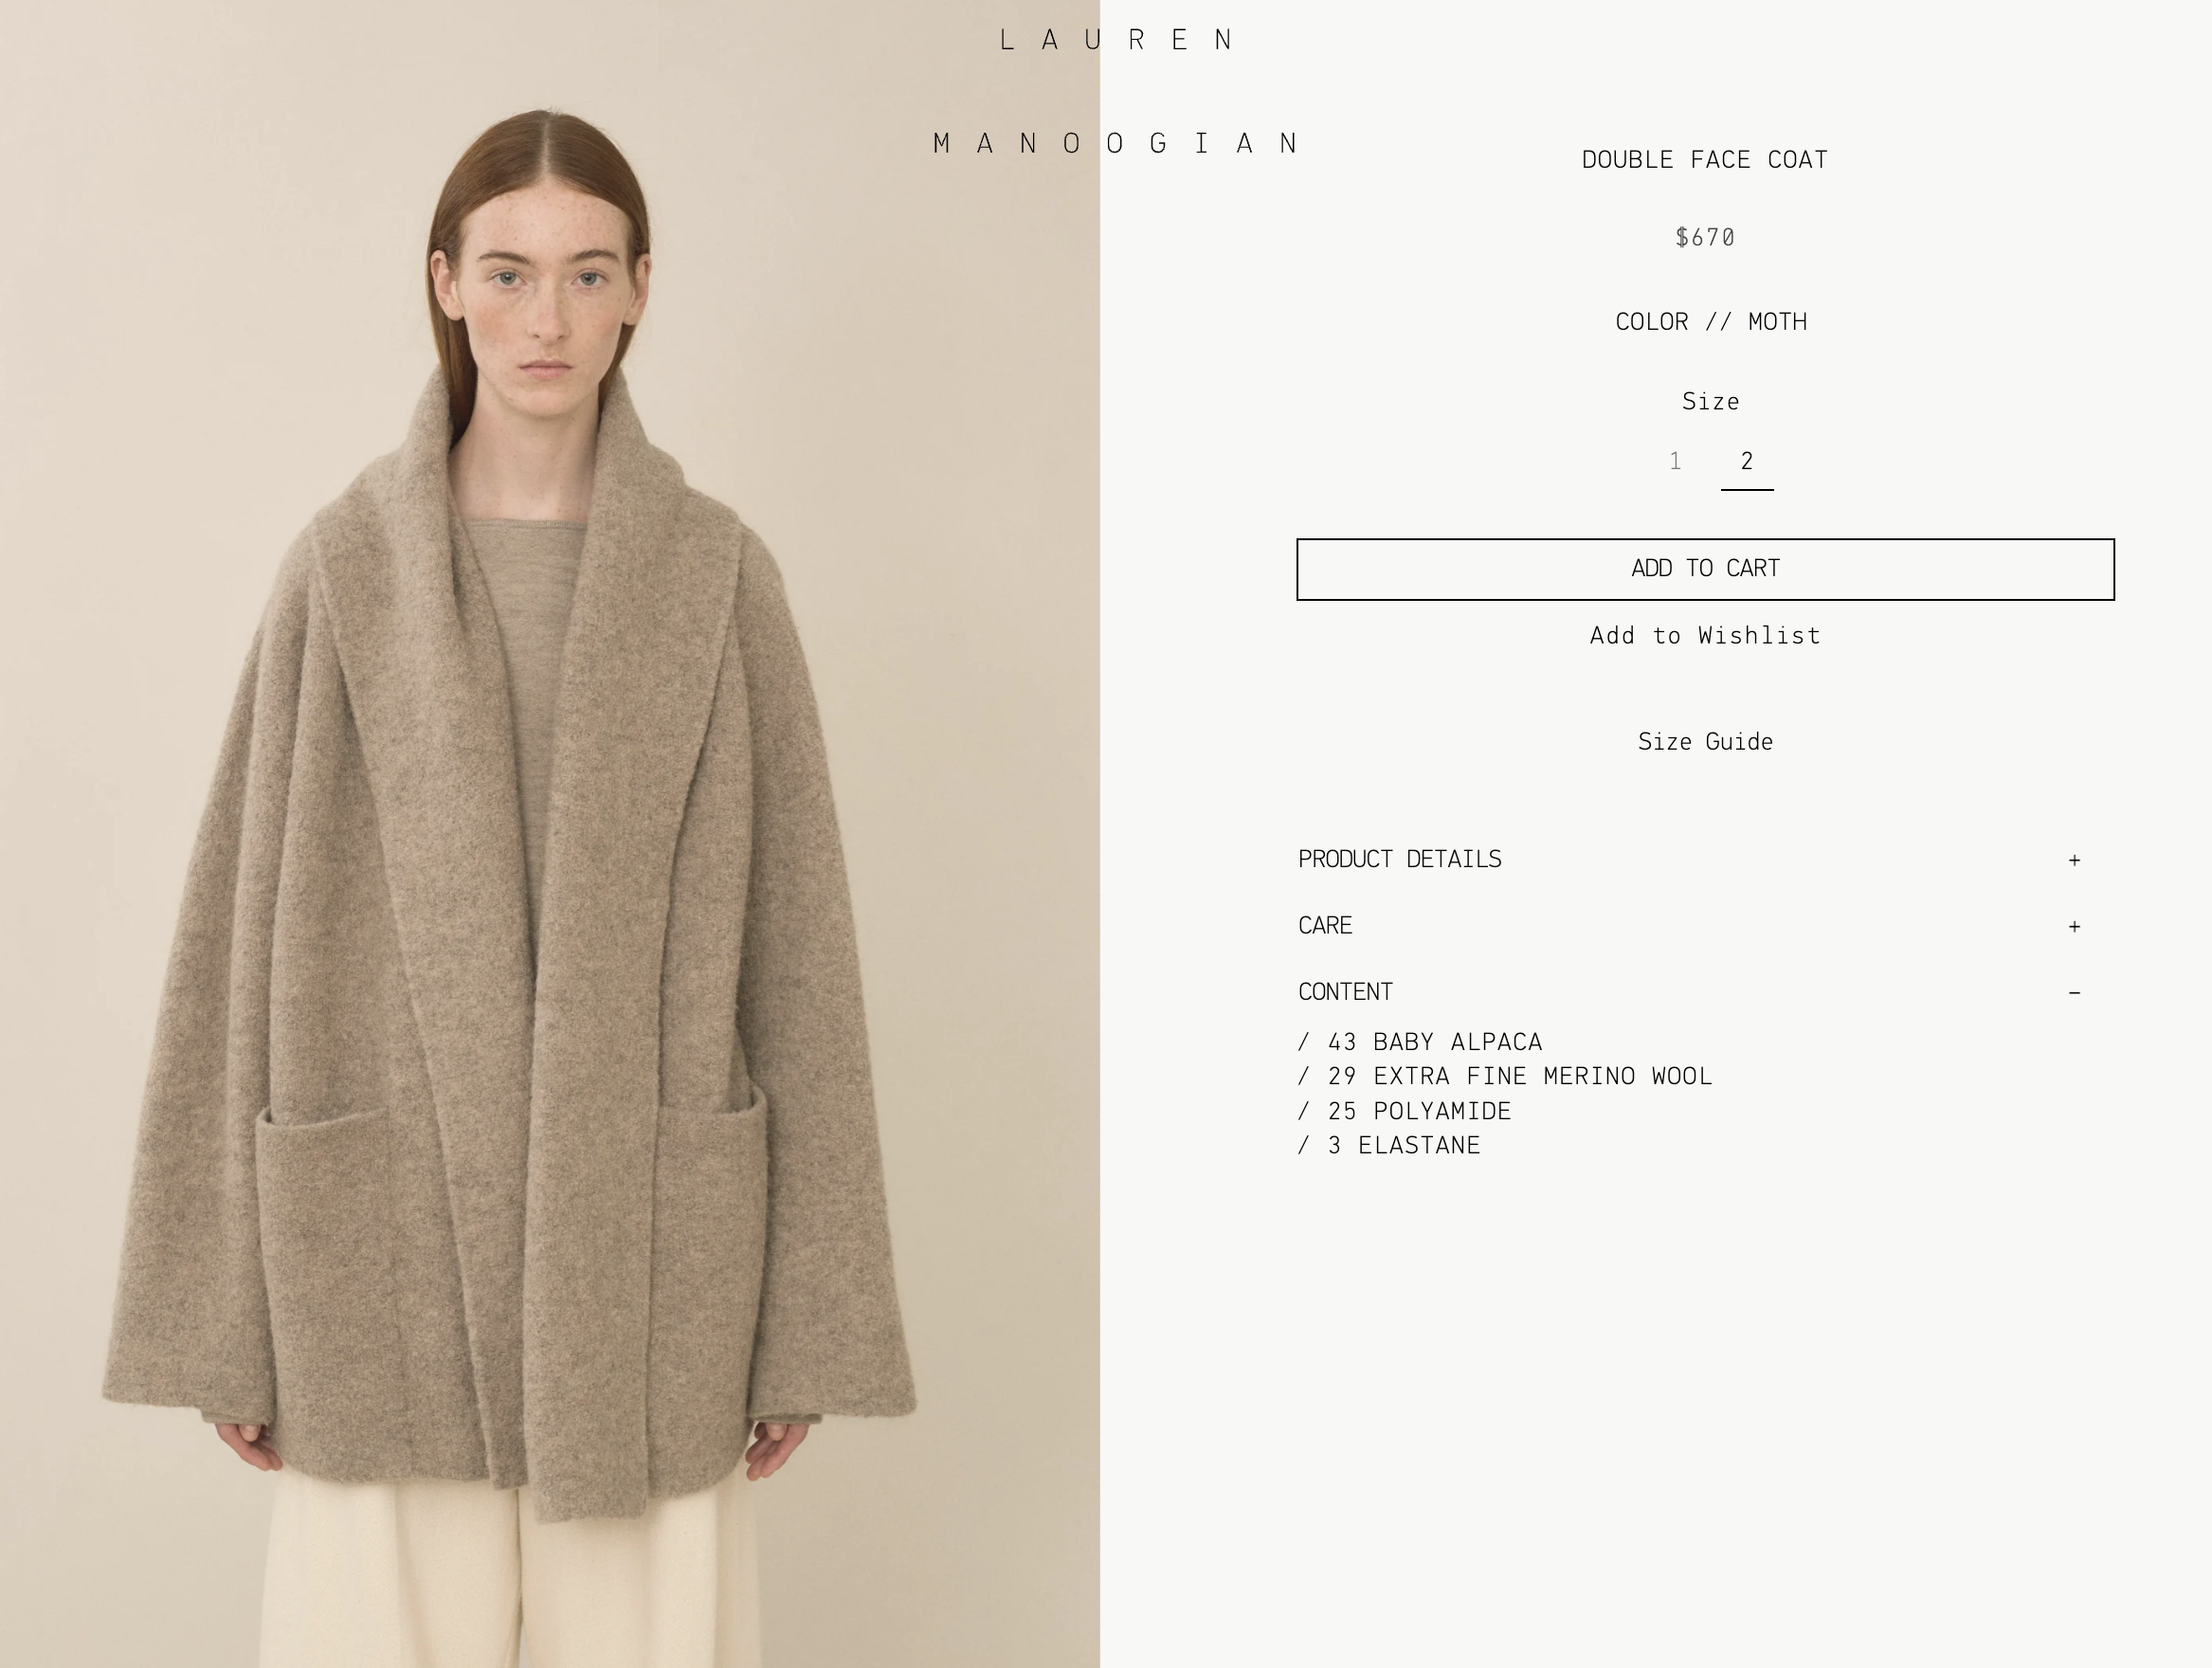 L A U R E N
M A N O O G I A N
DOUBLE FACE COAT
$670
COLOR // MOTH
Size
1 2
ADD TO CART
Add to Wishlist
Size Guide
PRODUCT DETAILS +
CARE +
CONTENT −
/ 43 BABY ALPACA
/ 29 EXTRA FINE MERINO WOOL
/ 25 POLYAMIDE
/ 3 ELASTANE